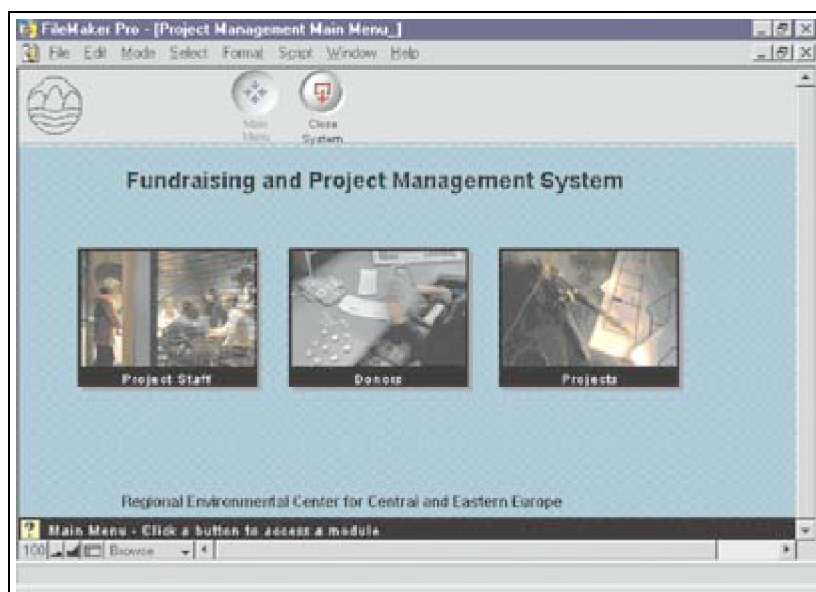 FileMaker Pro - [Project Management Main Menu_]
File Edit Mode Select Format Script Window Help
Main Menu
Close System
Fundraising and Project Management System
Project Staff
Donors
Projects
Regional Environmental Center for Central and Eastern Europe
? Main Menu - Click a button to access a module
100 Browse